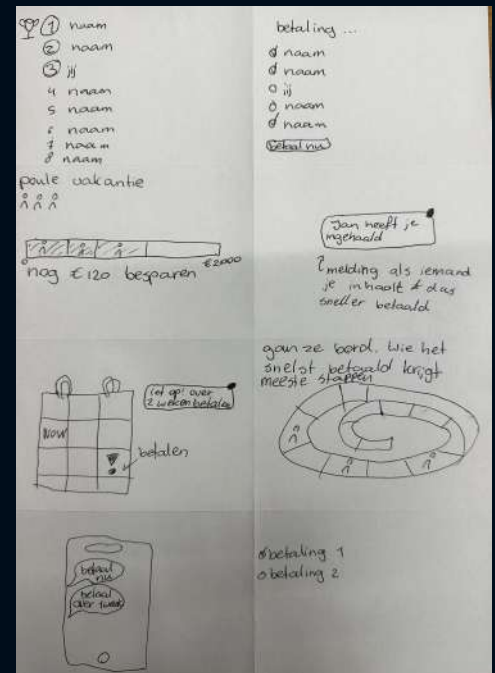 1 naam
2 naam
3 jij
4 naam
5 naam
6 naam
7 naam
8 naam
betaling ...
naam
naam
jij
naam
naam
betaal nu
poule vakantie
€2000
nog €120 besparen
Jan heeft je
ingehaald
melding als iemand
je inhaalt & dus
sneller betaald
let op! over
2 weken betalen
NOW
betalen
ganze bord. wie het
snelst betaald krijgt
meeste stappen
betaal
nu
betaal
over 1 week
betaling 1
betaling 2